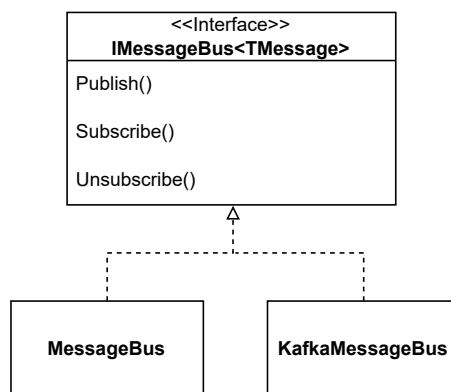 <<Interface>>
IMessageBus<TMessage>
Publish()
Subscribe()
Unsubscribe()
MessageBus
KafkaMessageBus